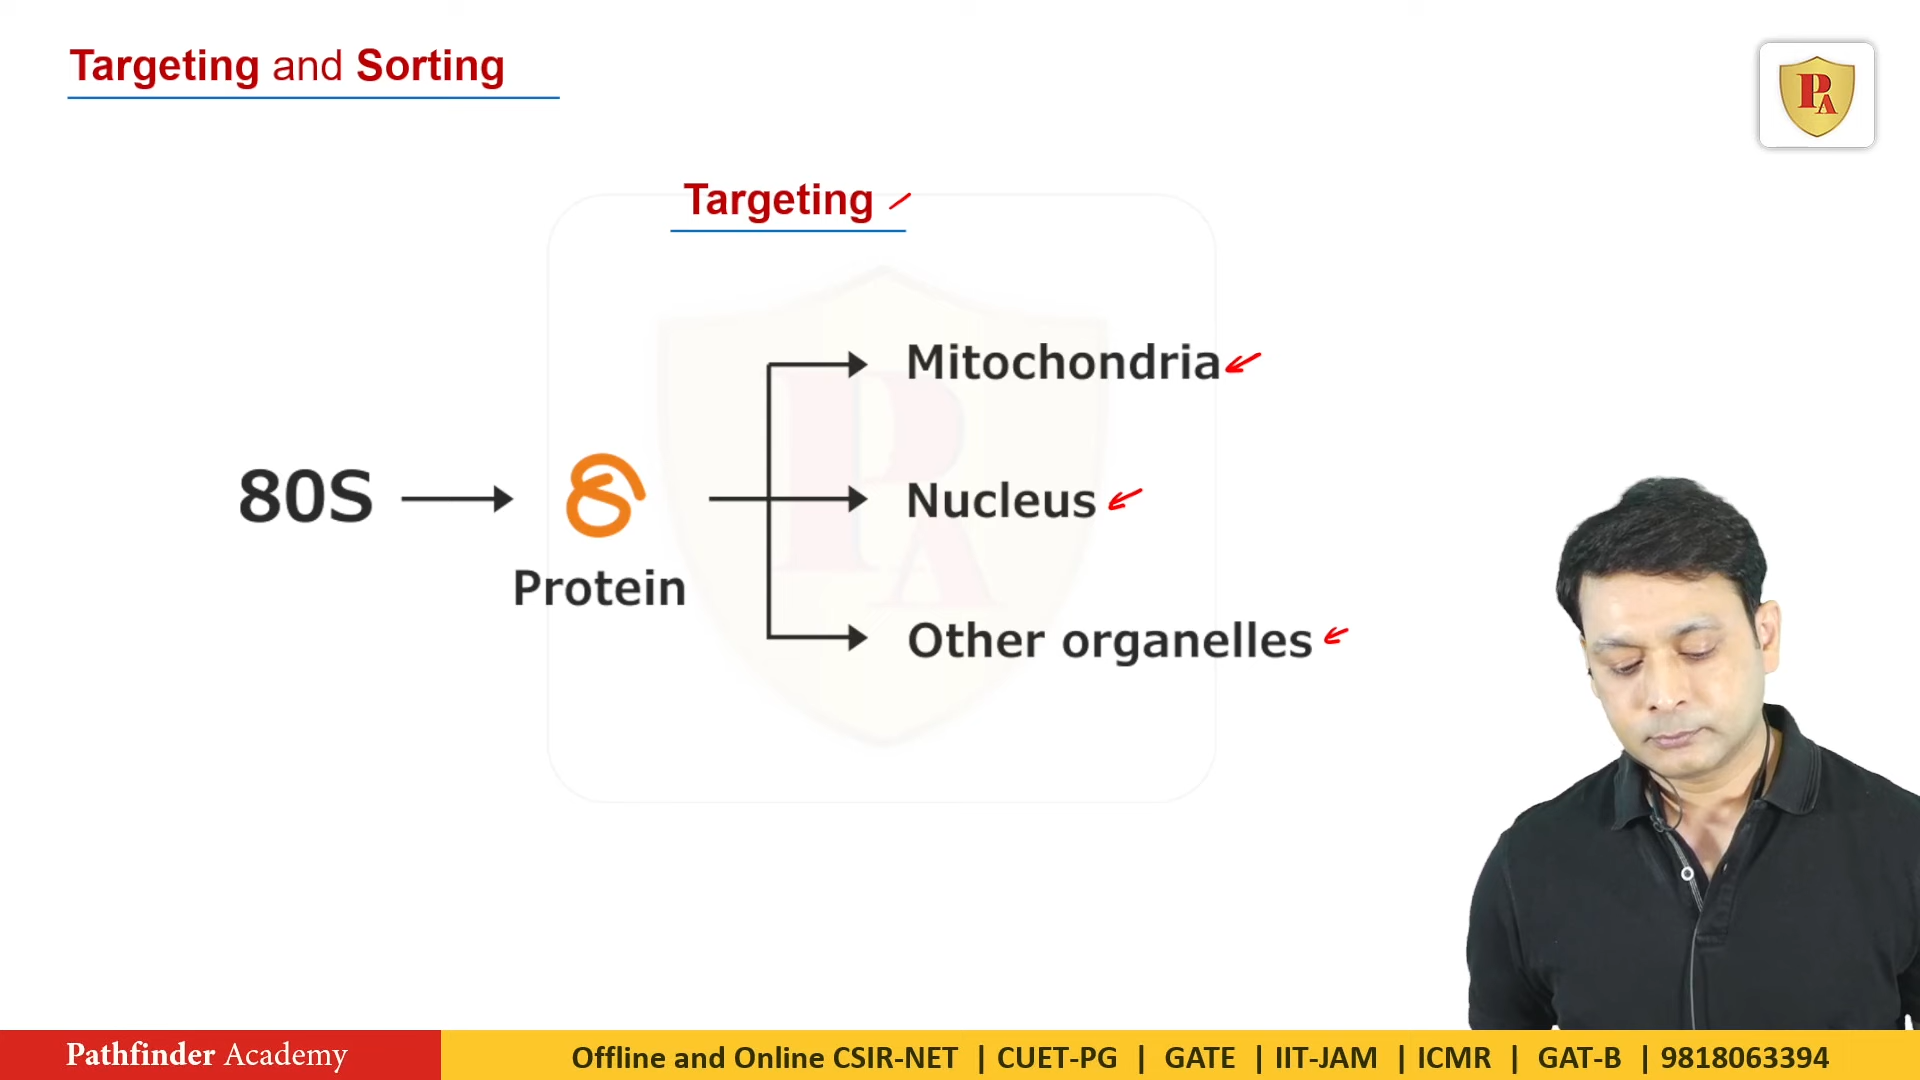 Targeting and Sorting
PA
Targeting
Mitochondria
80S
Nucleus
Protein
Other organelles
Pathfinder Academy
Offline and Online CSIR-NET | CUET-PG | GATE | IIT-JAM | ICMR | GAT-B | 9818063394